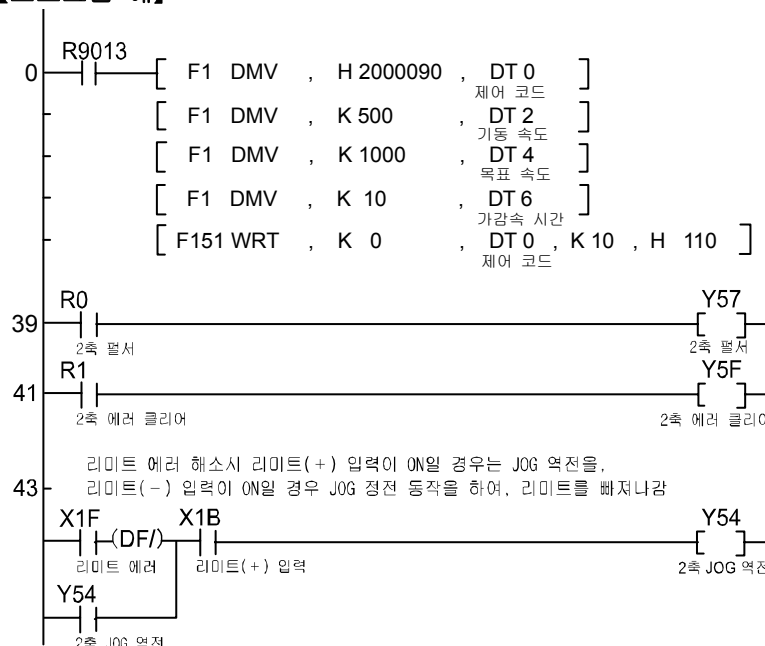 R9013
0 [ F1 DMV , H 2000090 , DT 0 ]
제어 코드
[ F1 DMV , K 500 , DT 2 ]
기동 속도
[ F1 DMV , K 1000 , DT 4 ]
목표 속도
[ F1 DMV , K 10 , DT 6 ]
가감속 시간
[ F151 WRT , K 0 , DT 0 , K 10 , H 110 ]
제어 코드
R0 Y57
39
2축 펄서 2축 펄서
R1 Y5F
41
2축 에러 클리어 2축 에러 클리어
리미트 에러 해소시 리미트(+) 입력이 ON일 경우는 JOG 역전을,
43 리미트(-) 입력이 ON일 경우 JOG 정전 동작을 하여, 리미트를 빠져나감
X1F (DF/) X1B Y54
리미트 에러 리미트(+) 입력 2축 JOG 역전
Y54
2축 JOG 역전